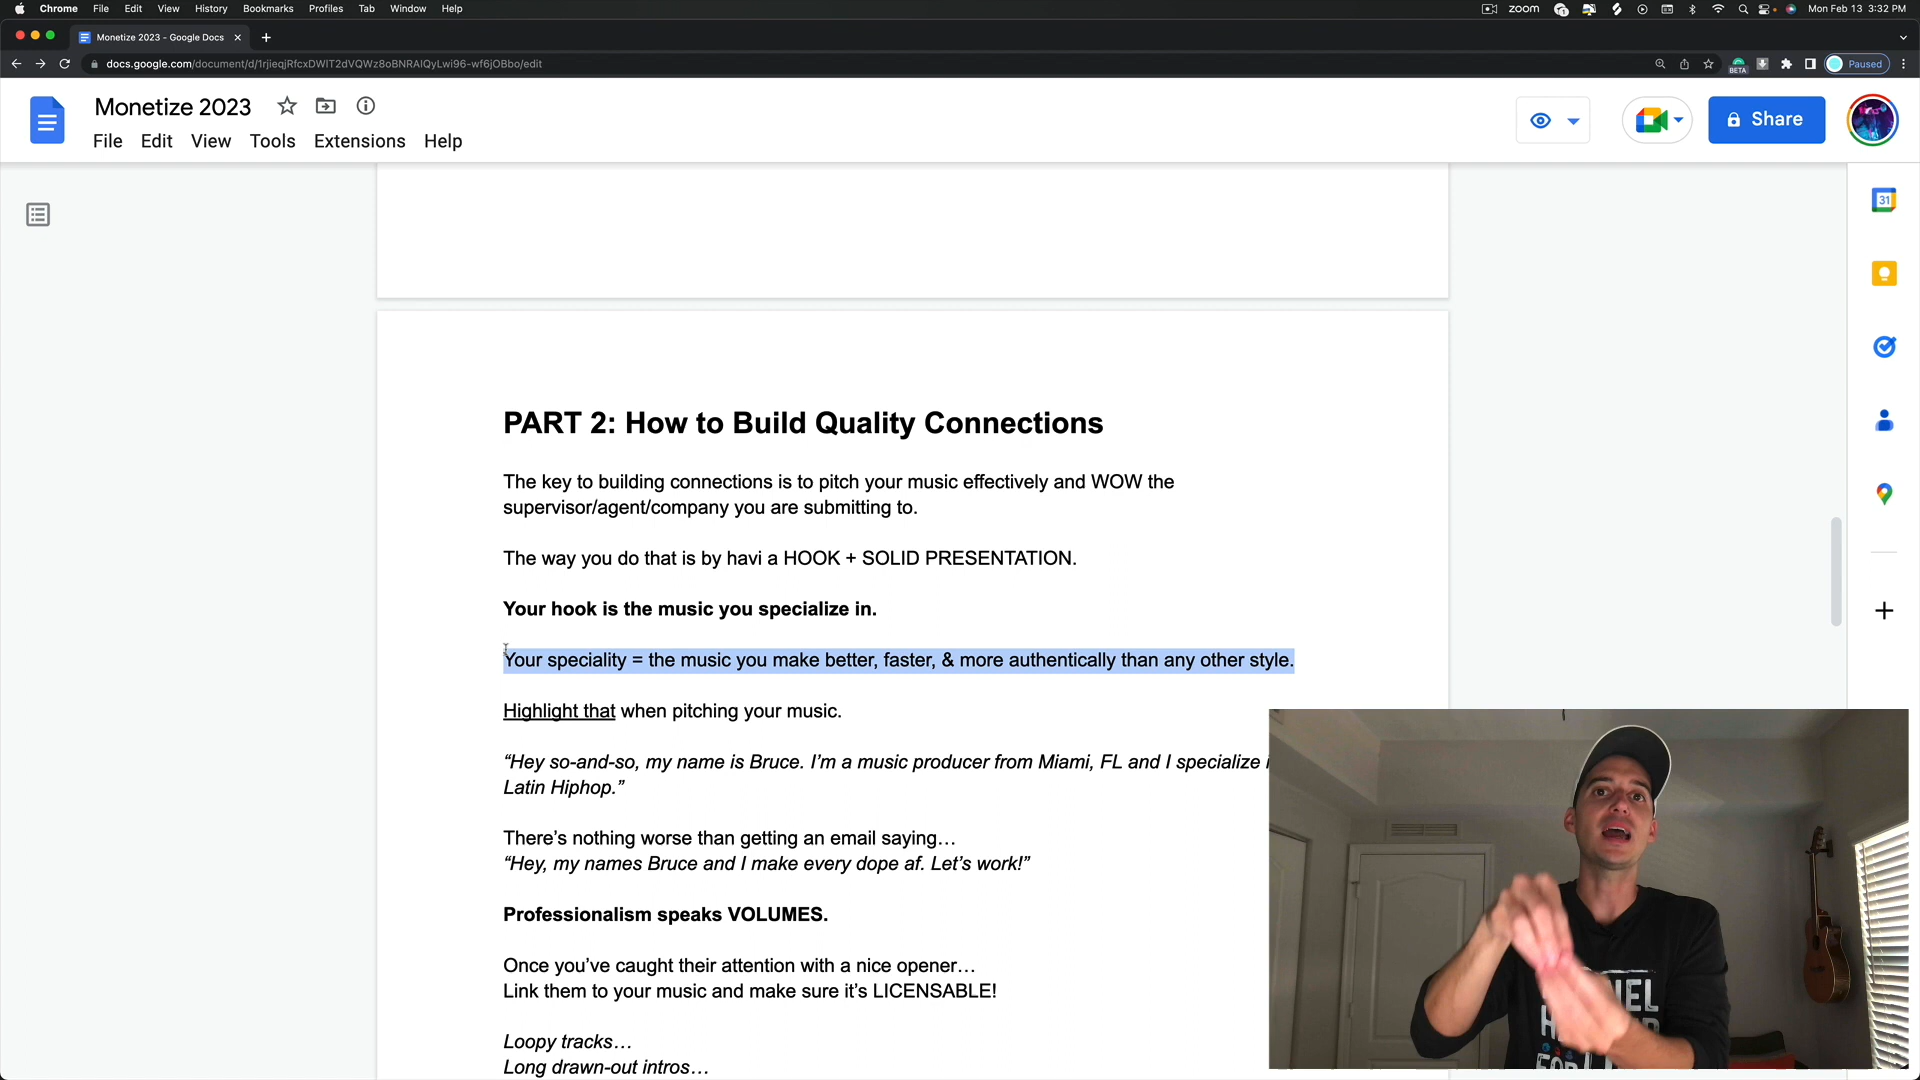 Chrome File Edit View History Bookmarks Profiles Tab Window Help zoom Mon Feb 13 3:32 PM
Monetize 2023 - Google Docs
docs.google.com/document/d/1rjieqjRfcxDWIT2dVQWz8oBNRAIQyLwi96-wf6jOBbo/edit BETA Paused
Monetize 2023
File Edit View Tools Extensions Help
Share
31
PART 2: How to Build Quality Connections
The key to building connections is to pitch your music effectively and WOW the
supervisor/agent/company you are submitting to.
The way you do that is by havi a HOOK + SOLID PRESENTATION.
Your hook is the music you specialize in.
Your speciality = the music you make better, faster, & more authentically than any other style.
Highlight that when pitching your music.
“Hey so-and-so, my name is Bruce. I’m a music producer from Miami, FL and I specialize i
Latin Hiphop.”
There’s nothing worse than getting an email saying…
“Hey, my names Bruce and I make every dope af. Let’s work!”
Professionalism speaks VOLUMES.
Once you’ve caught their attention with a nice opener…
Link them to your music and make sure it’s LICENSABLE!
Loopy tracks…
Long drawn-out intros…